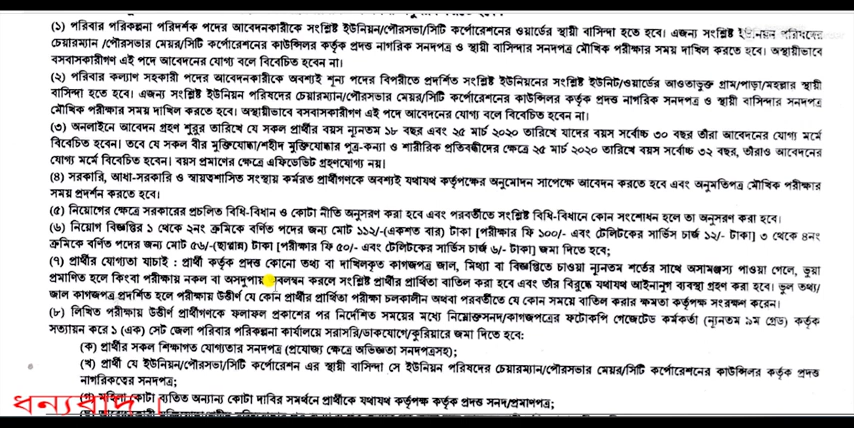 (১) পরিবার পরিকল্পনা পরিদর্শক পদের আবেদনকারীকে সংশ্লিষ্ট ইউনিয়ন/পৌরসভা/সিটি কর্পোরেশনের ওয়ার্ডের স্থায়ী বাসিন্দা হতে হবে। এজন্য সংশ্লিষ্ট ইউনিয়ন পরিষদের
চেয়ারম্যান /পৌরসভার মেয়র/সিটি কর্পোরেশনের কাউন্সিলর কর্তৃক প্রদত্ত নাগরিক সনদপত্র ও স্থায়ী বাসিন্দার সনদপত্র মৌখিক পরীক্ষার সময় দাখিল করতে হবে। অস্থায়ীভাবে
বসবাসকারীগণ এই পদে আবেদনের যোগ্য বলে বিবেচিত হবেন না।
(২) পরিবার কল্যাণ সহকারী পদের আবেদনকারীকে অবশ্যই শূন্য পদের বিপরীতে প্রদর্শিত সংশ্লিষ্ট ইউনিয়নের সংশ্লিষ্ট ইউনিট/ওয়ার্ডের আওতাভুক্ত গ্রাম/পাড়া/মহল্লার স্থায়ী
বাসিন্দা হতে হবে। এজন্য সংশ্লিষ্ট ইউনিয়ন পরিষদের চেয়ারম্যান/পৌরসভার মেয়র/সিটি কর্পোরেশনের কাউন্সিলর কর্তৃক প্রদত্ত নাগরিক সনদপত্র ও স্থায়ী বাসিন্দার সনদপত্র
মৌখিক পরীক্ষার সময় দাখিল করতে হবে। অস্থায়ীভাবে বসবাসকারীগণ এই পদে আবেদনের যোগ্য বলে বিবেচিত হবেন না।
(৩) অনলাইনে আবেদন গ্রহণ শুরুর তারিখে যে সকল প্রার্থীর বয়স ন্যূনতম ১৮ বছর এবং ২৫ মার্চ ২০২০ তারিখে যাদের বয়স সর্বোচ্চ ৩০ বছর তাঁরা আবেদনের যোগ্য মর্মে
বিবেচিত হবেন। তবে যে সকল বীর মুক্তিযোদ্ধা/শহীদ মুক্তিযোদ্ধার পুত্র-কন্যা ও শারীরিক প্রতিবন্ধীদের ক্ষেত্রে ২৫ মার্চ ২০২০ তারিখে বয়স সর্বোচ্চ ৩২ বছর, তাঁরাও আবেদনের
যোগ্য মর্মে বিবেচিত হবেন। বয়স প্রমাণের ক্ষেত্রে এফিডেভিট গ্রহণযোগ্য নয়।
(৪) সরকারি, আধা-সরকারি ও স্বায়ত্বশাসিত সংস্থায় কর্মরত প্রার্থীগণকে অবশ্যই যথাযথ কর্তৃপক্ষের অনুমোদন সাপেক্ষে আবেদন করতে হবে এবং অনুমতিপত্র মৌখিক পরীক্ষার
সময় প্রদর্শন করতে হবে।
(৫) নিয়োগের ক্ষেত্রে সরকারের প্রচলিত বিধি-বিধান ও কোটা নীতি অনুসরণ করা হবে এবং পরবর্তীতে সংশ্লিষ্ট বিধি-বিধানে কোন সংশোধন হলে তা অনুসরণ করা হবে।
(৬) নিয়োগ বিজ্ঞপ্তির ১ থেকে ২নং ক্রমিকে বর্ণিত পদের জন্য মোট ১১২/-(একশত বার) টাকা [পরীক্ষার ফি ১০০/- এবং টেলিটকের সার্ভিস চার্জ ১২/- টাকা] ৩ থেকে ৪নং
ক্রমিকে বর্ণিত পদের জন্য মোট ৫৬/-(ছাপ্পান্ন) টাকা [পরীক্ষার ফি ৫০/- এবং টেলিটকের সার্ভিস চার্জ ৬/- টাকা] জমা দিতে হবে;
(৭) প্রার্থীর যোগ্যতা যাচাই : প্রার্থী কর্তৃক প্রদত্ত কোনো তথ্য বা দাখিলকৃত কাগজপত্র জাল, মিথ্যা বা বিজ্ঞপ্তিতে চাওয়া ন্যূনতম শর্তের সাথে অসামঞ্জস্য পাওয়া গেলে, ভুয়া
প্রমাণিত হলে কিংবা পরীক্ষায় নকল বা অসদুপায় অবলম্বন করলে সংশ্লিষ্ট প্রার্থীর প্রার্থিতা বাতিল করা হবে এবং তাঁর বিরুদ্ধে যথাযথ আইনানুগ ব্যবস্থা গ্রহণ করা হবে। ভুল তথ্য/
জাল কাগজপত্র প্রদর্শিত হলে পরীক্ষায় উত্তীর্ণ যে কোন প্রার্থীর প্রার্থিতা পরীক্ষা চলাকালীন অথবা পরবর্তীতে যে কোন সময়ে বাতিল করার ক্ষমতা কর্তৃপক্ষ সংরক্ষন করেন।
(৮) লিখিত পরীক্ষায় উত্তীর্ণ প্রার্থীগণকে ফলাফল প্রকাশের পর নির্দেশিত সময়ের মধ্যে নিম্নোক্তসনদ/কাগজপত্রের ফটোকপি গেজেটেড কর্মকর্তা (ন্যূনতম ৯ম গ্রেড) কর্তৃক
সত্যায়ন করে ১ (এক) সেট জেলা পরিবার পরিকল্পনা কার্যালয়ে সরাসরি/ডাকযোগে/কুরিয়ারে জমা দিতে হবে:
(ক) প্রার্থীর সকল শিক্ষাগত যোগ্যতার সনদপত্র (প্রযোজ্য ক্ষেত্রে অভিজ্ঞতা সনদপত্রসহ);
(খ) প্রার্থী যে ইউনিয়ন/পৌরসভা/সিটি কর্পোরেশন এর স্থায়ী বাসিন্দা সে ইউনিয়ন পরিষদের চেয়ারম্যান/পৌরসভার মেয়র/সিটি কর্পোরেশনের কাউন্সিলর কর্তৃক প্রদত্ত
নাগরিকত্বের সনদপত্র;
(গ) মহিলা কোটা ব্যতিত অন্যান্য কোটা দাবির সমর্থনে প্রার্থীকে যথাযথ কর্তৃপক্ষ কর্তৃক প্রদত্ত সনদ/প্রমাণপত্র;
ধন্যবাদ ।